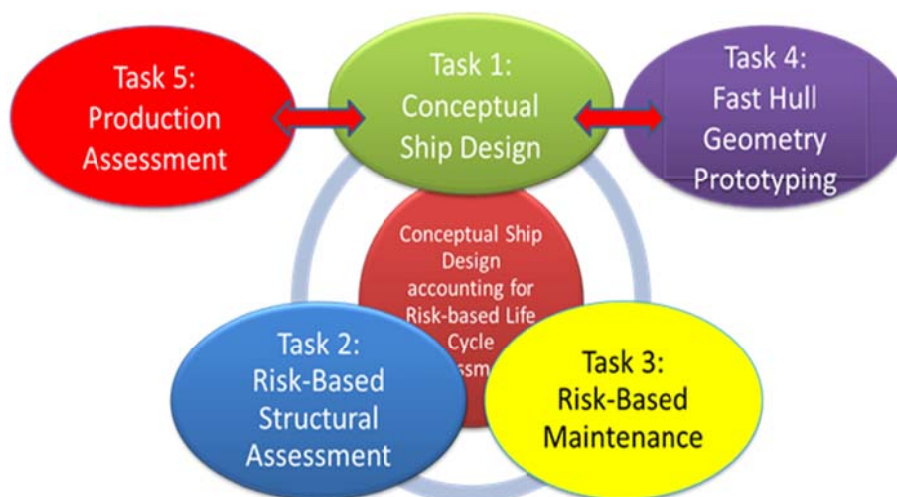 Task 5:
Production
Assessment
Task 1:
Conceptual
Ship Design
Task 4:
Fast Hull
Geometry
Prototyping
Conceptual Ship
Design
accounting for
Risk-based Life
Cycle
Task 2:
Risk-Based
Structural
Assessment
Task 3:
Risk-Based
Maintenance